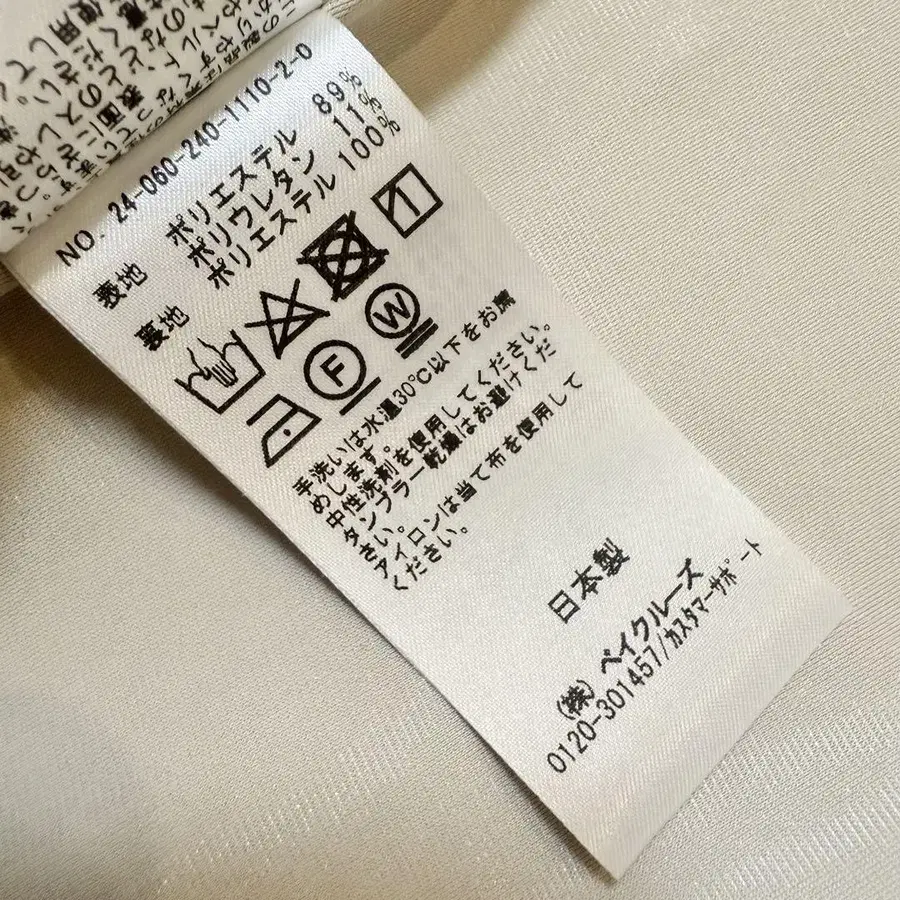 NO. 24-060-240-1110-2-0
表地 ポリエステル 89%
ポリウレタン 11%
裏地 ポリエステル 100%
F
W
手洗いは水温30℃以下をお薦
めします。
中性洗剤を使用してください。
タンブラー乾燥はお避けくだ
さい。
アイロンは当て布を使用して
ください。
日本製
(株) ベイクルーズ
0120-301457/カスタマーサポート